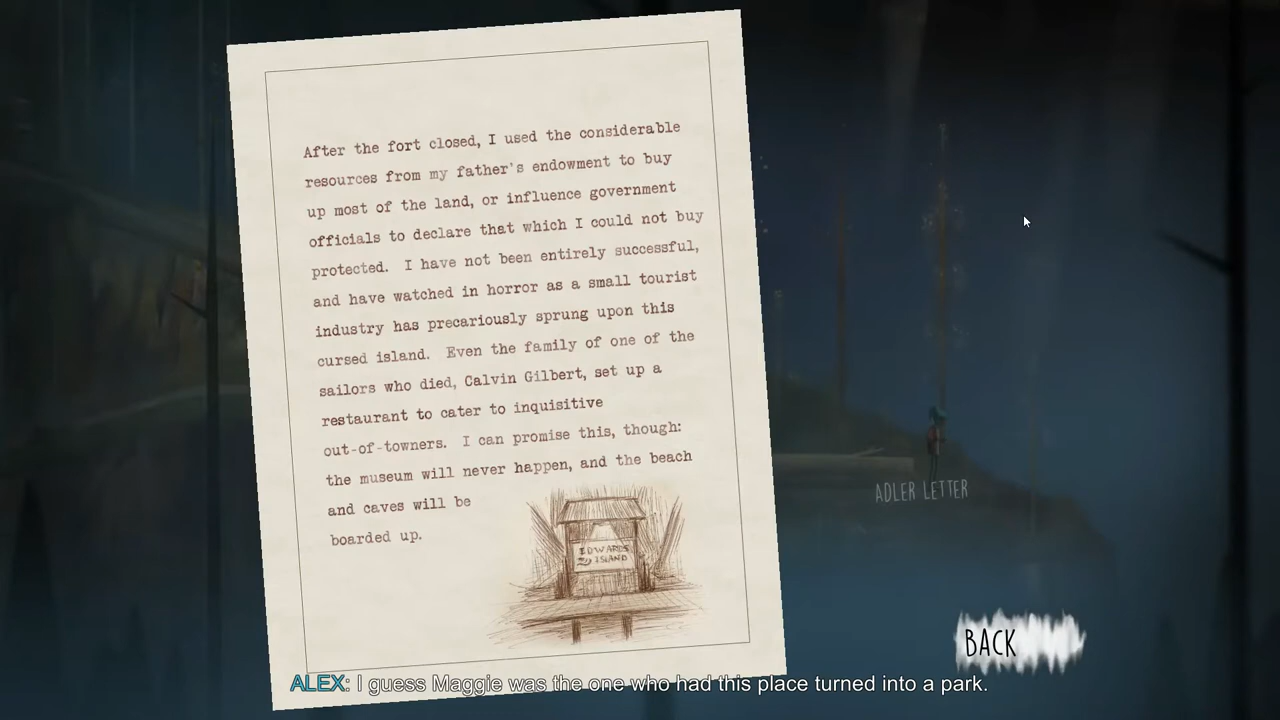 After the fort closed, I used the considerable
resources from my father's endowment to buy
up most of the land, or influence government
officials to declare that which I could not buy
protected. I have not been entirely successful,
and have watched in horror as a small tourist
industry has precariously sprung upon this
cursed island. Even the family of one of the
sailors who died, Calvin Gilbert, set up a
restaurant to cater to inquisitive
out-of-towners. I can promise this, though:
the museum will never happen, and the beach
and caves will be
boarded up.
EDWARDS
ISLAND
ADLER LETTER
BACK
ALEX: I guess Maggie was the one who had this place turned into a park.